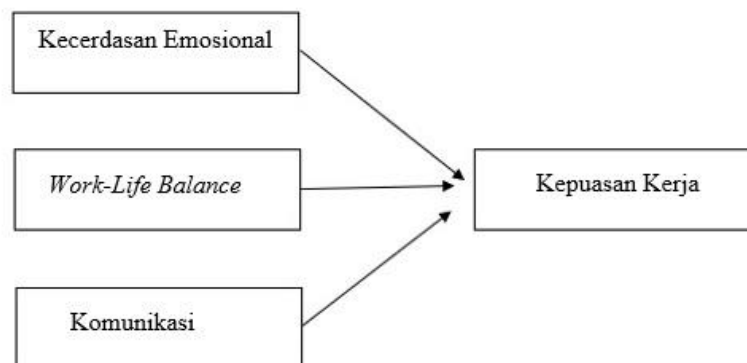 Kecerdasan Emosional
Work-Life Balance
Kepuasan Kerja
Komunikasi